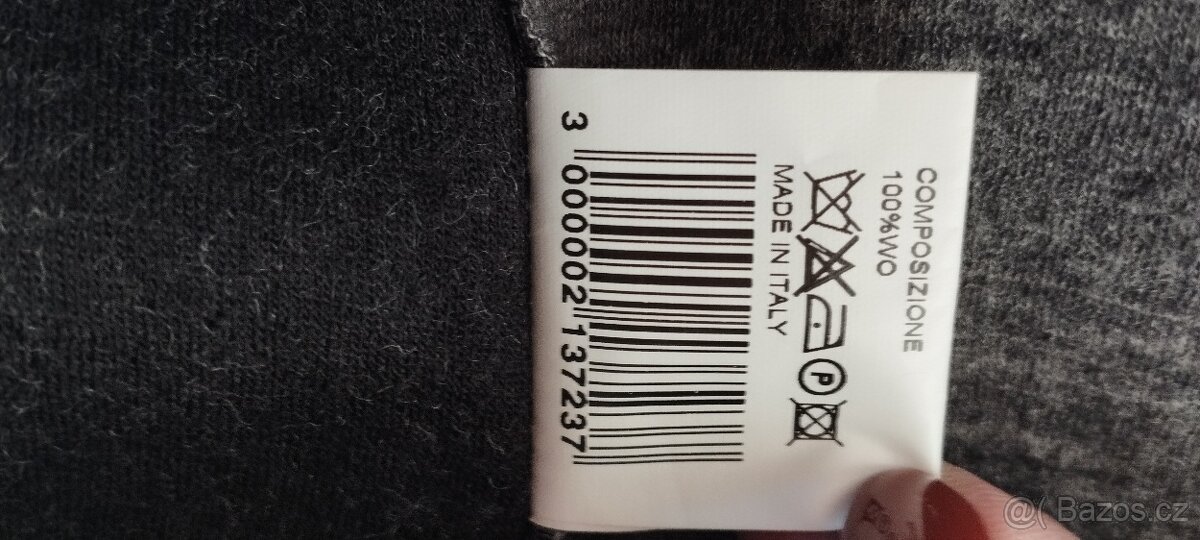 COMPOSIZIONE
100%WO
P
MADE IN ITALY
3 000002 137237
@( Bazos.cz